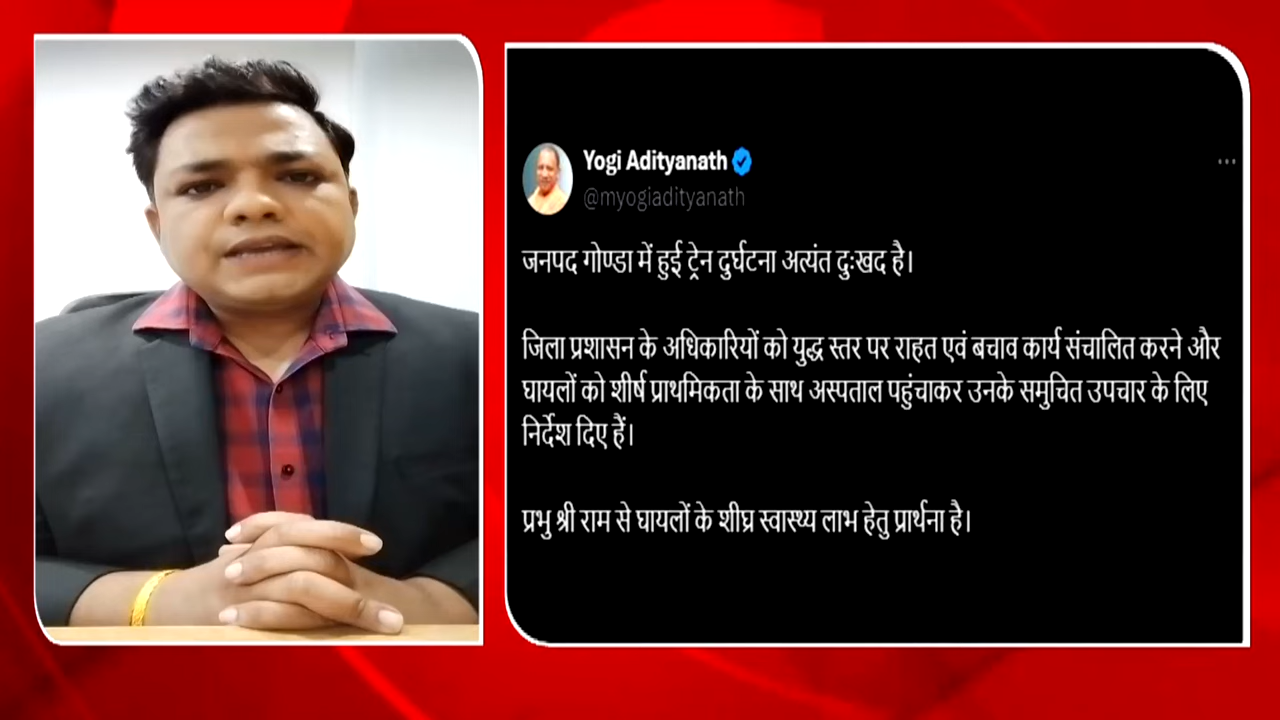 Yogi Adityanath
@myogiadityanath
जनपद गोण्डा में हुई ट्रेन दुर्घटना अत्यंत दुःखद है।
जिला प्रशासन के अधिकारियों को युद्ध स्तर पर राहत एवं बचाव कार्य संचालित करने और
घायलों को शीर्ष प्राथमिकता के साथ अस्पताल पहुंचाकर उनके समुचित उपचार के लिए
निर्देश दिए हैं।
प्रभु श्री राम से घायलों के शीघ्र स्वास्थ्य लाभ हेतु प्रार्थना है।